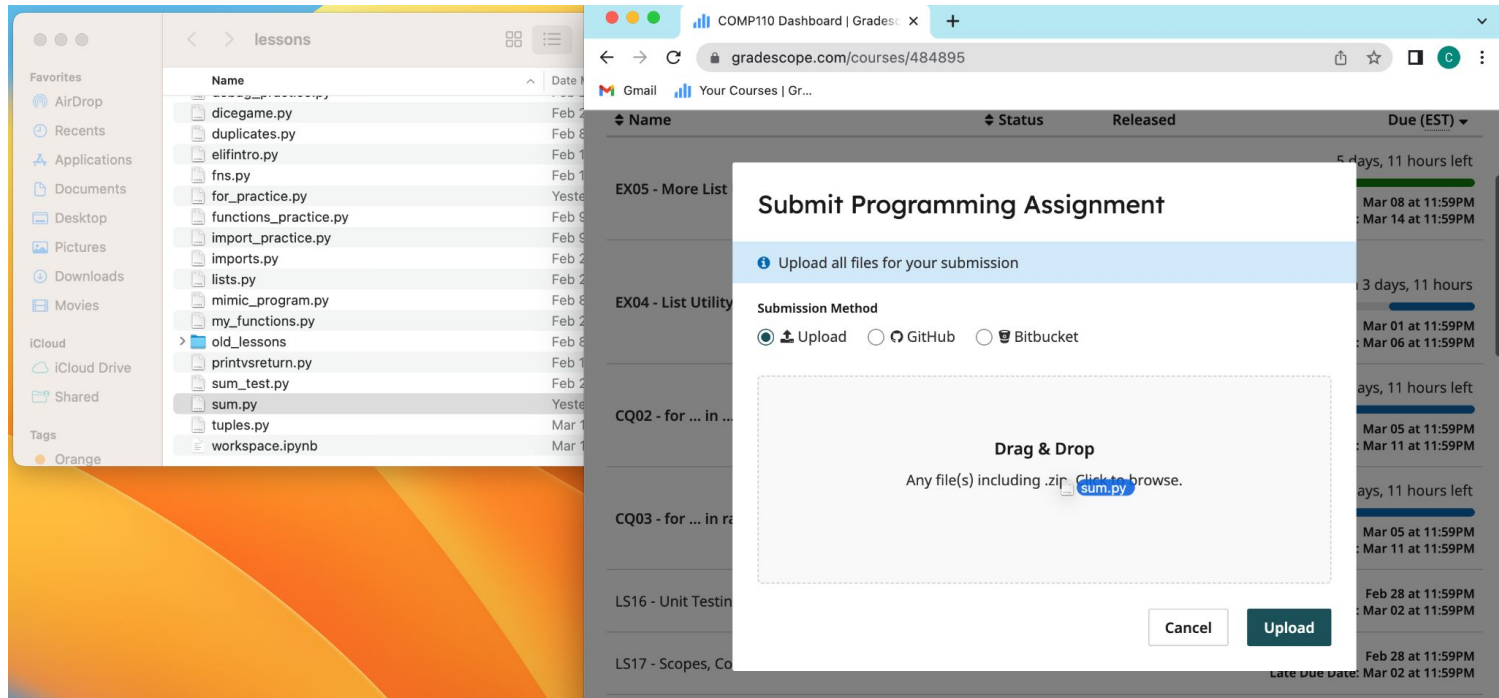 lessons
Favorites
AirDrop
Recents
Applications
Documents
Desktop
Pictures
Downloads
Movies
iCloud
iCloud Drive
Shared
Tags
Orange
Name
Date
debug_practice.py
dicegame.py
Feb 2
duplicates.py
Feb 8
elifintro.py
Feb 1
fns.py
Feb 1
for_practice.py
Yeste
functions_practice.py
Feb 9
import_practice.py
Feb 9
imports.py
Feb 2
lists.py
Feb 2
mimic_program.py
Feb 8
my_functions.py
Feb 2
old_lessons
Feb 8
printvsreturn.py
Feb 1
sum_test.py
Feb 2
sum.py
Yeste
tuples.py
Mar 1
workspace.ipynb
Mar 1
COMP110 Dashboard | Gradesc
gradescope.com/courses/484895
C
Gmail
Your Courses | Gr...
Name
Status
Released
Due (EST)
5 days, 11 hours left
EX05 - More List
Mar 08 at 11:59PM
: Mar 14 at 11:59PM
3 days, 11 hours
EX04 - List Utility
Mar 01 at 11:59PM
: Mar 06 at 11:59PM
ays, 11 hours left
CQ02 - for ... in ...
Mar 05 at 11:59PM
: Mar 11 at 11:59PM
ays, 11 hours left
CQ03 - for ... in ra
Mar 05 at 11:59PM
: Mar 11 at 11:59PM
LS16 - Unit Testin
Feb 28 at 11:59PM
: Mar 02 at 11:59PM
LS17 - Scopes, Co
Feb 28 at 11:59PM
Late Due Date: Mar 02 at 11:59PM
Submit Programming Assignment
Upload all files for your submission
Submission Method
Upload
GitHub
Bitbucket
Drag & Drop
Any file(s) including .zip. Click to browse.
sum.py
Cancel
Upload